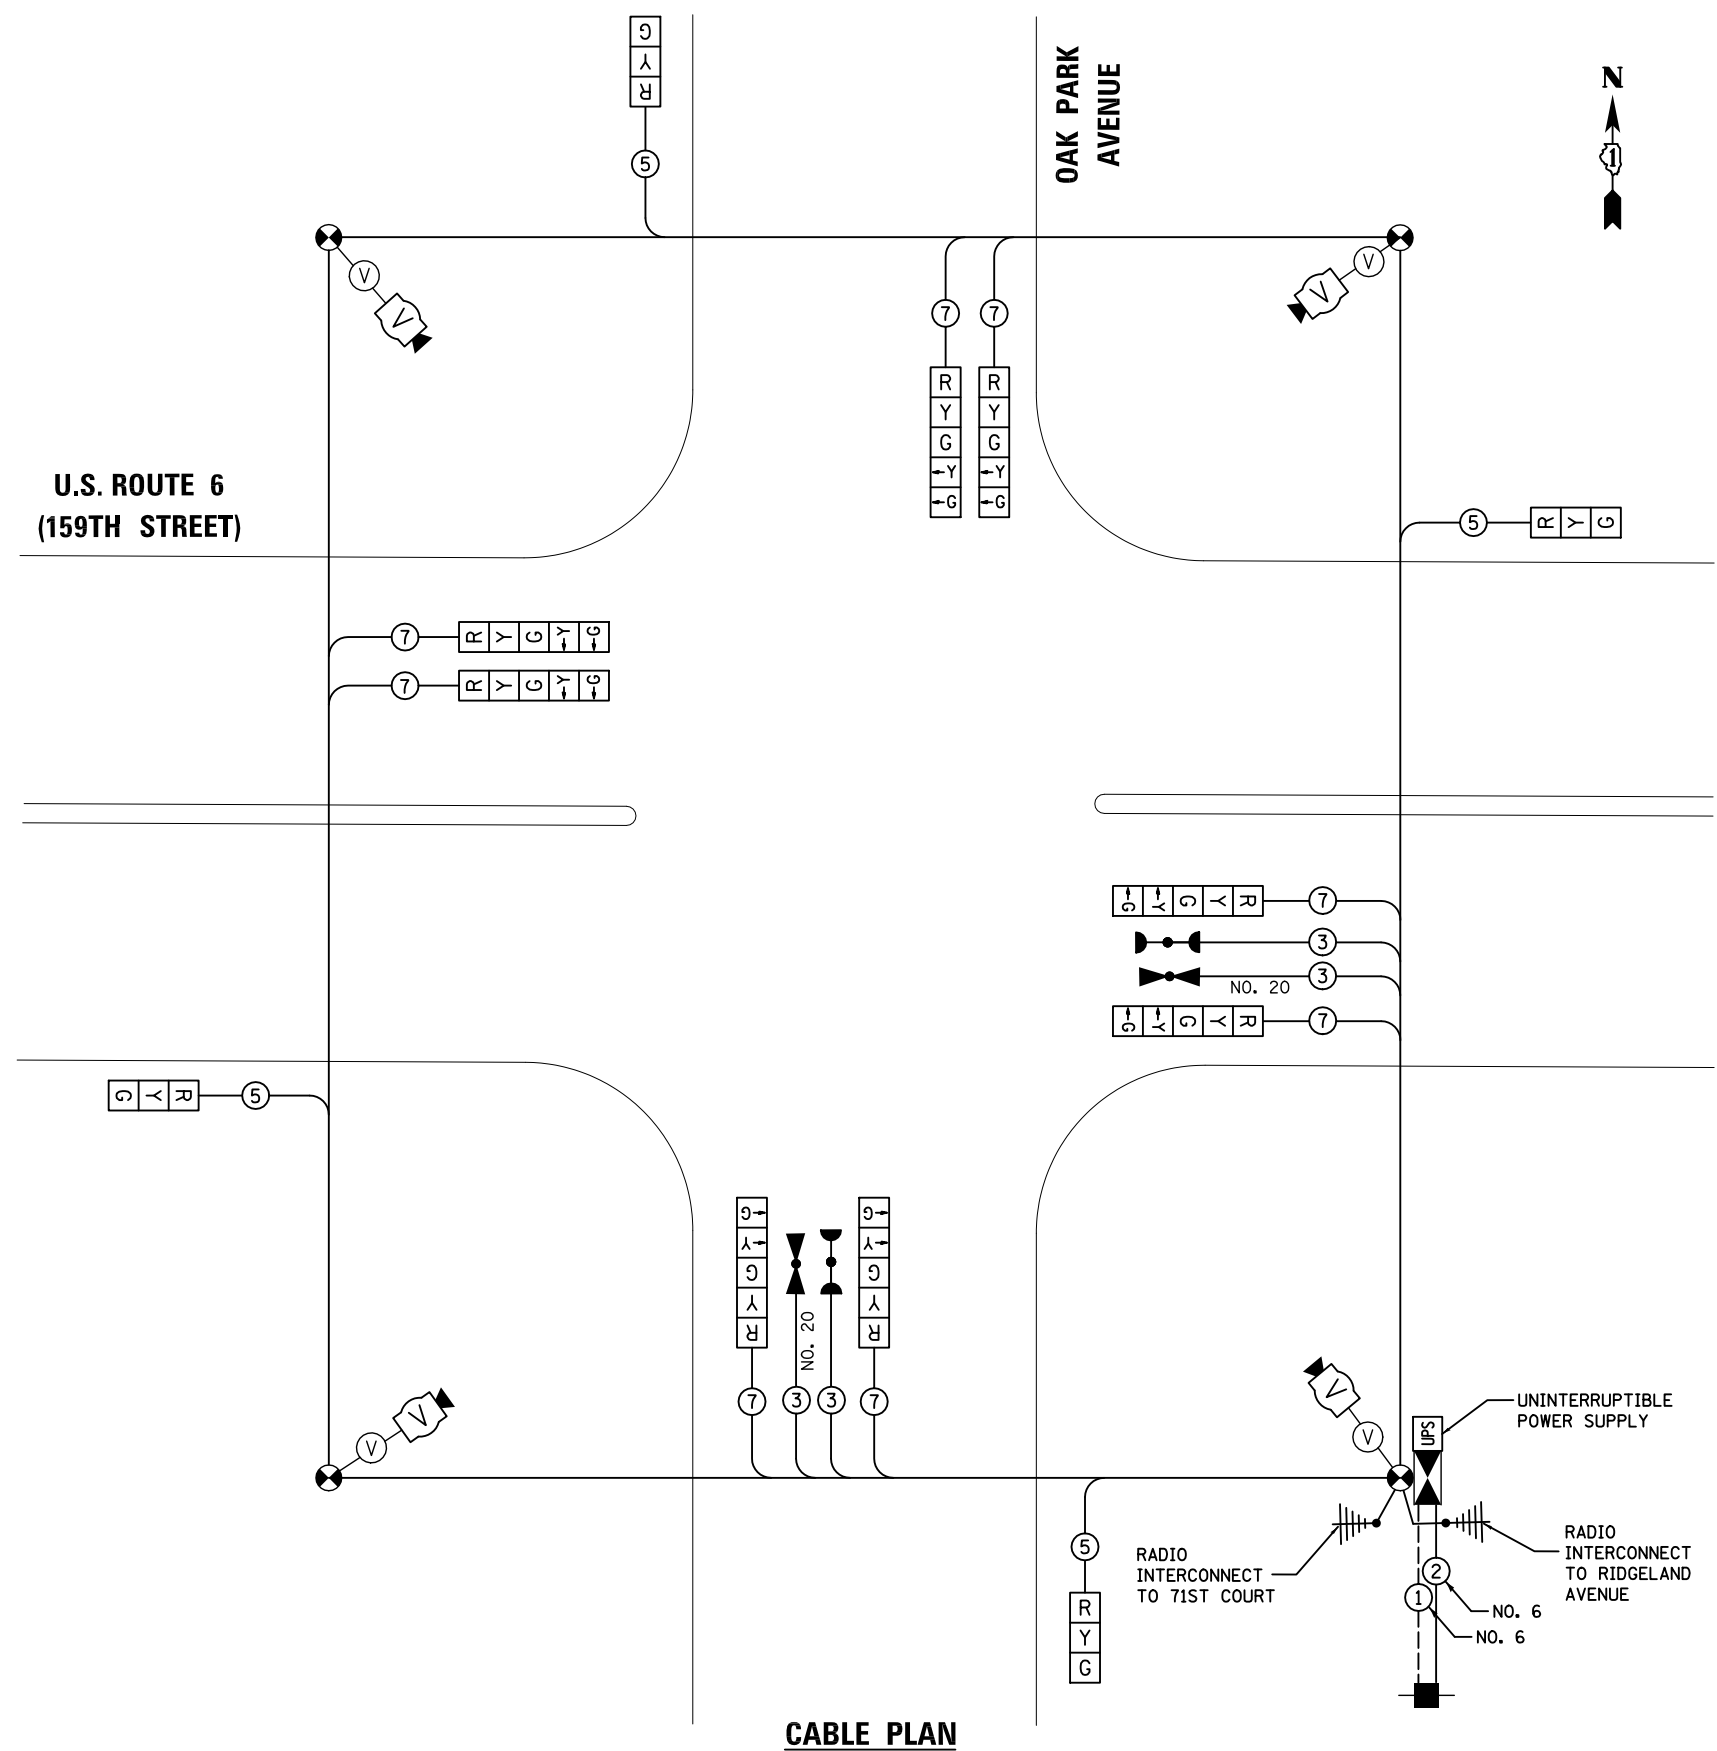 G
Y
R
5
OAK PARK
AVENUE
N
1
V
V
7
7
V
V
R
R
Y
Y
G
G
Y
Y
G
G
U.S. ROUTE 6
(159TH STREET)
5
R Y G
7
R Y G Y G
7
R Y G Y G
G Y G Y R
7
3
3
NO. 20
G Y G Y R
7
G Y R
5
G
G
Y
Y
G
G
Y
Y
R
R
NO. 20
7
3
3
7
V
V
V
V
UPS
UNINTERRUPTIBLE
POWER SUPPLY
5
R
Y
G
RADIO
INTERCONNECT
TO 71ST COURT
RADIO
INTERCONNECT
TO RIDGELAND
AVENUE
2
1
NO. 6
NO. 6
CABLE PLAN